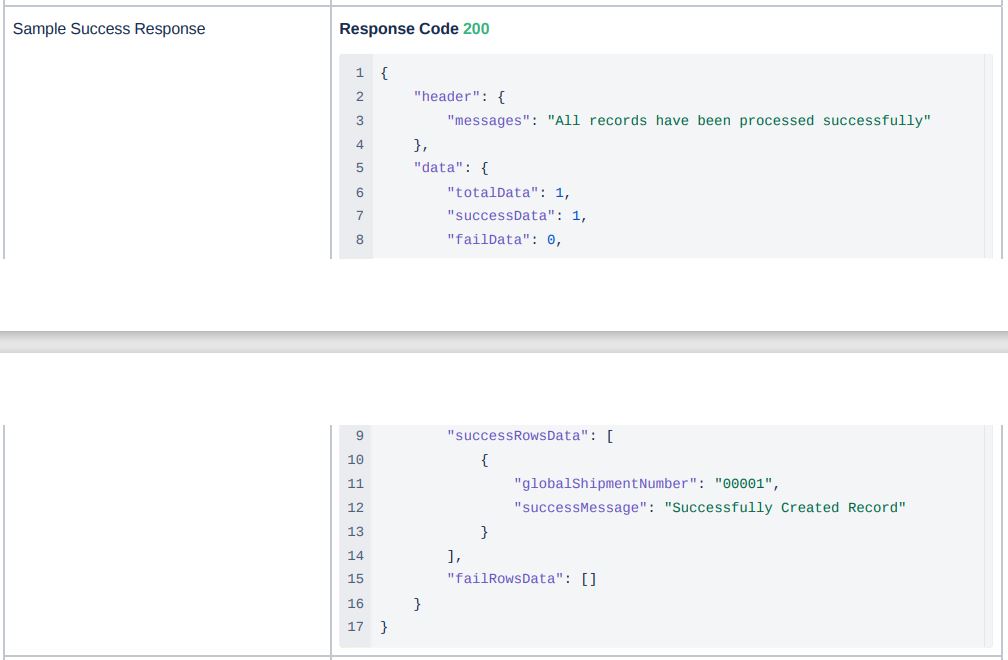 Sample Success Response
Response Code 200
1 {
2     "header": {
3         "messages": "All records have been processed successfully"
4     },
5     "data": {
6         "totalData": 1,
7         "successData": 1,
8         "failData": 0,
9         "successRowsData": [
10             {
11                 "globalShipmentNumber": "00001",
12                 "successMessage": "Successfully Created Record"
13             }
14         ],
15         "failRowsData": []
16     }
17 }